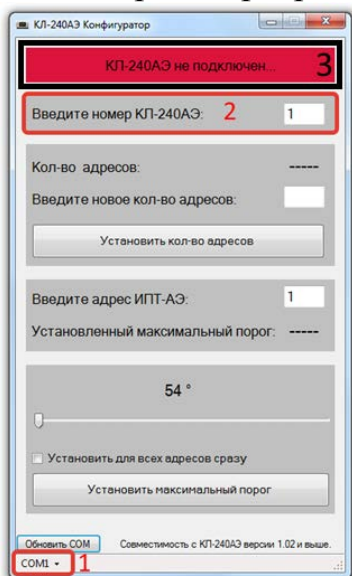 КЛ-240АЭ Конфигуратор
КЛ-240АЭ не подключен... 3
Введите номер КЛ-240АЭ: 2 1
Кол-во адресов: -----
Введите новое кол-во адресов:
Установить кол-во адресов
Введите адрес ИПТ-АЭ: 1
Установленный максимальный порог: -----
54 °
Установить для всех адресов сразу
Установить максимальный порог
Обновить COM Совместимость с КЛ-240АЭ версии 1.02 и выше.
COM1 1